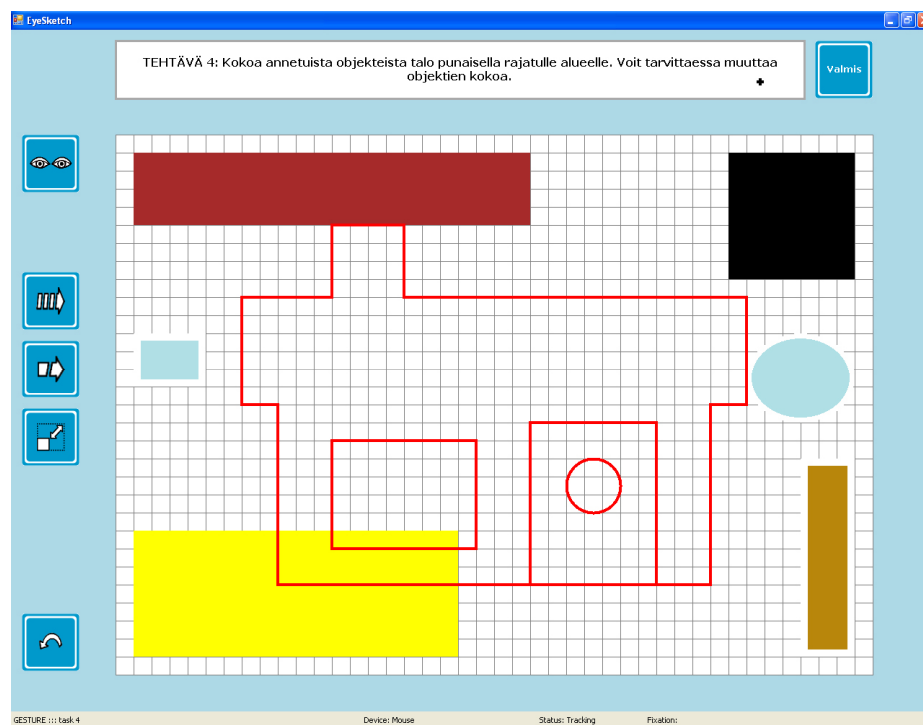 EyeSketch
TEHTÄVÄ 4: Kokoa annetuista objekteista talo punaisella rajatulle alueelle. Voit tarvittaessa muuttaa
objektien kokoa.
Valmis
GESTURE ::: task 4
Device: Mouse
Status: Tracking
Fixation: